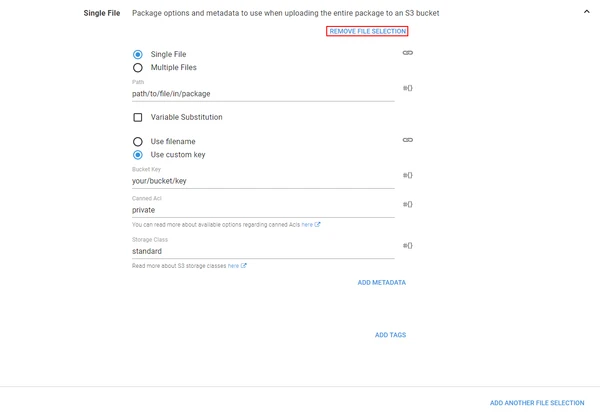 Single File Package options and metadata to use when uploading the entire package to an S3 bucket
REMOVE FILE SELECTION
Single File
Multiple Files
Path
path/to/file/in/package
Variable Substitution
Use filename
Use custom key
Bucket Key
your/bucket/key
Canned Acl
private
You can read more about available options regarding canned Acls here
Storage Class
standard
Read more about S3 storage classes here
ADD METADATA
ADD TAGS
ADD ANOTHER FILE SELECTION